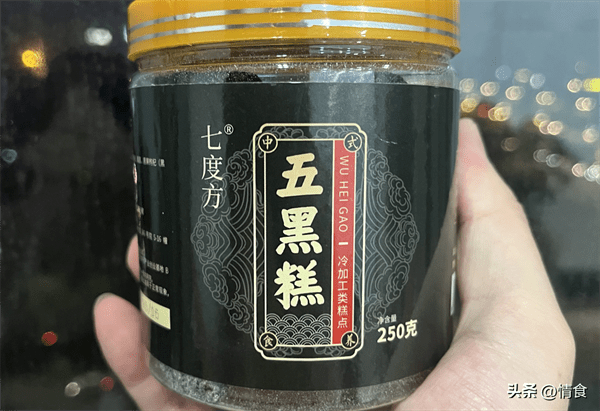 七度方®
中式
五黑糕
食养
WU HEI GAO
冷加工类糕点
净含量
250克
头条 @情食